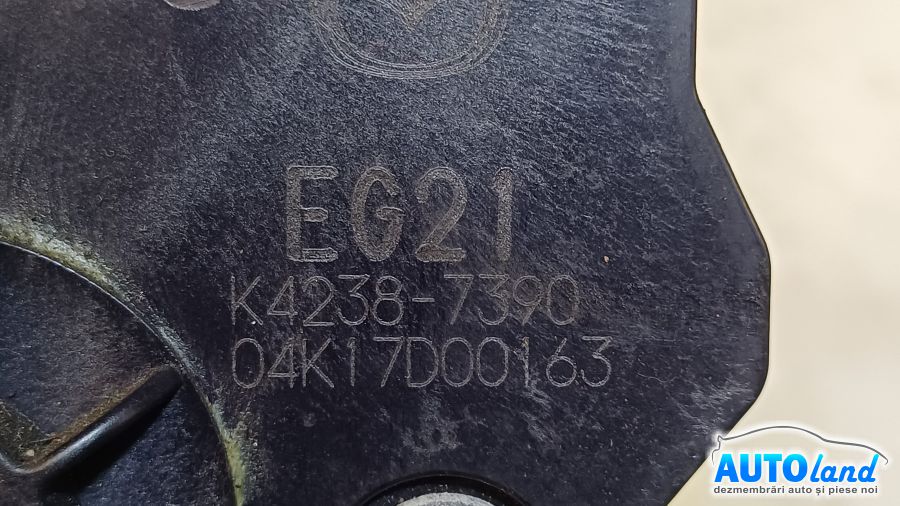 EG21
K4238-7390
04K17D00163
AUTOland
dezmembrări auto și piese noi